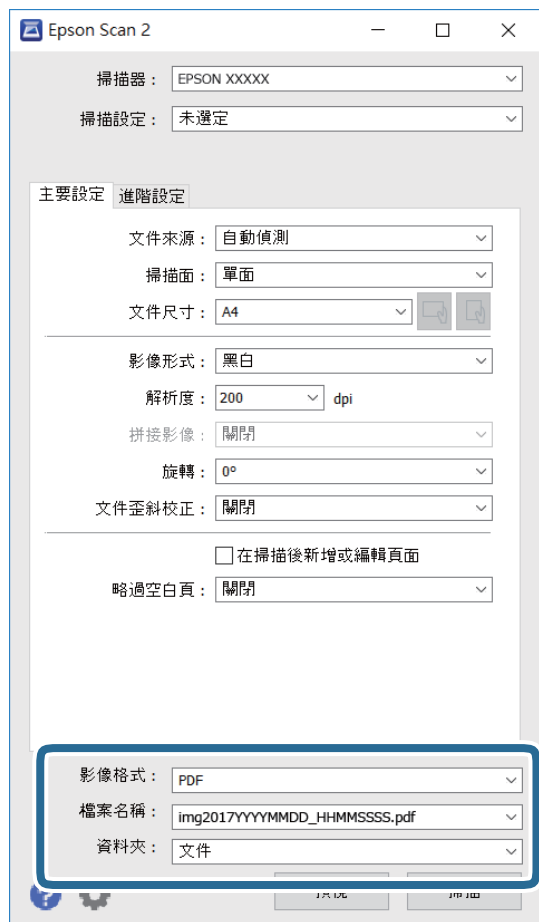 Epson Scan 2
掃描器： EPSON XXXXX
掃描設定： 未選定
主要設定 進階設定
文件來源： 自動偵測
掃描面： 單面
文件尺寸： A4
影像形式： 黑白
解析度： 200 dpi
拼接影像： 關閉
旋轉： 0º
文件歪斜校正： 關閉
在掃描後新增或編輯頁面
略過空白頁： 關閉
影像格式： PDF
檔案名稱： img2017YYYYMMDD_HHMMSSSS.pdf
資料夾： 文件
?